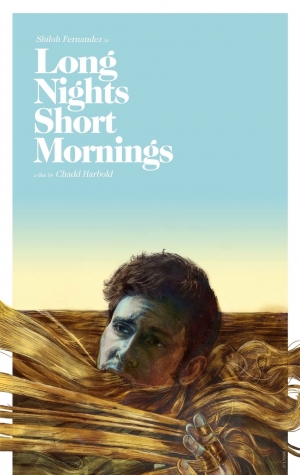 Shiloh Fernandez in
Long
Nights
Short
Mornings
a film by Chadd Harbold